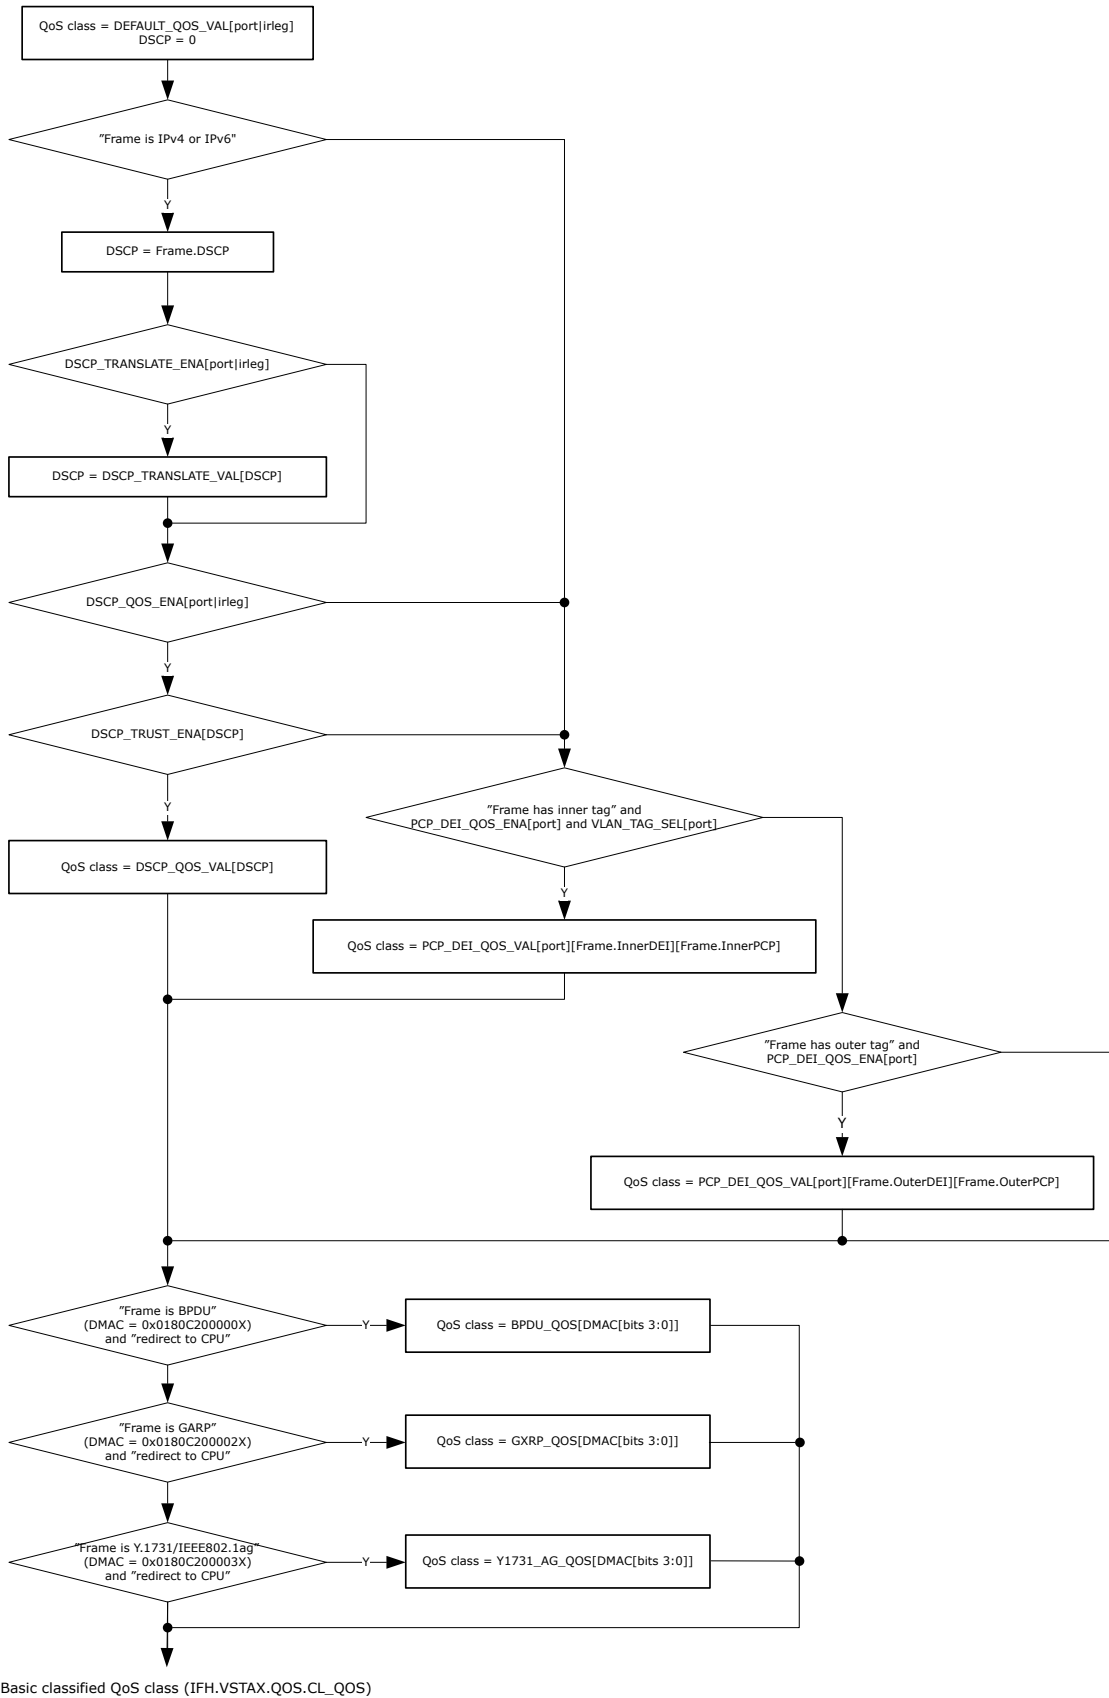 QoS class = DEFAULT_QOS_VAL[port|irleg]
DSCP = 0
”Frame is IPv4 or IPv6"
Y
DSCP = Frame.DSCP
DSCP_TRANSLATE_ENA[port|irleg]
Y
DSCP = DSCP_TRANSLATE_VAL[DSCP]
DSCP_QOS_ENA[port|irleg]
Y
DSCP_TRUST_ENA[DSCP]
Y
”Frame has inner tag” and
PCP_DEI_QOS_ENA[port] and VLAN_TAG_SEL[port]
QoS class = DSCP_QOS_VAL[DSCP]
Y
QoS class = PCP_DEI_QOS_VAL[port][Frame.InnerDEI][Frame.InnerPCP]
”Frame has outer tag” and
PCP_DEI_QOS_ENA[port]
Y
QoS class = PCP_DEI_QOS_VAL[port][Frame.OuterDEI][Frame.OuterPCP]
”Frame is BPDU”
(DMAC = 0x0180C200000X)
and ”redirect to CPU”
Y
QoS class = BPDU_QOS[DMAC[bits 3:0]]
”Frame is GARP”
(DMAC = 0x0180C200002X)
and ”redirect to CPU”
Y
QoS class = GXRP_QOS[DMAC[bits 3:0]]
”Frame is Y.1731/IEEE802.1ag”
(DMAC = 0x0180C200003X)
and ”redirect to CPU”
Y
QoS class = Y1731_AG_QOS[DMAC[bits 3:0]]
Basic classified QoS class (IFH.VSTAX.QOS.CL_QOS)